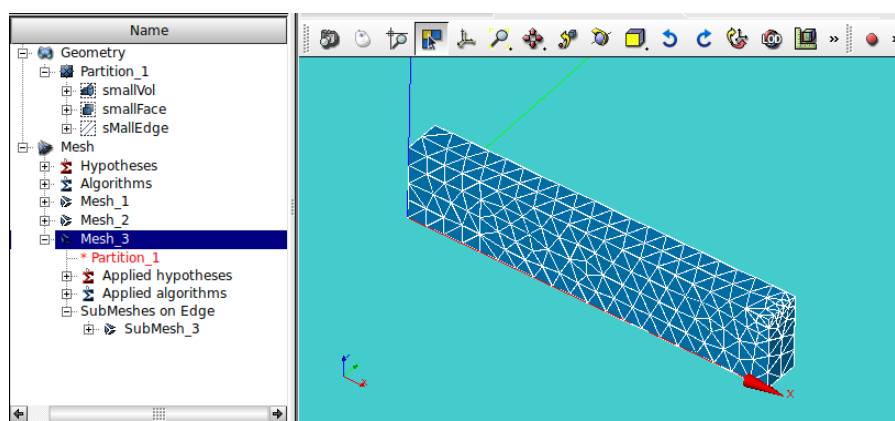 Name
Geometry
Partition_1
smallVol
smallFace
sMallEdge
Mesh
Hypotheses
Algorithms
Mesh_1
Mesh_2
Mesh_3
* Partition_1
Applied hypotheses
Applied algorithms
SubMeshes on Edge
SubMesh_3
LOD
»
X